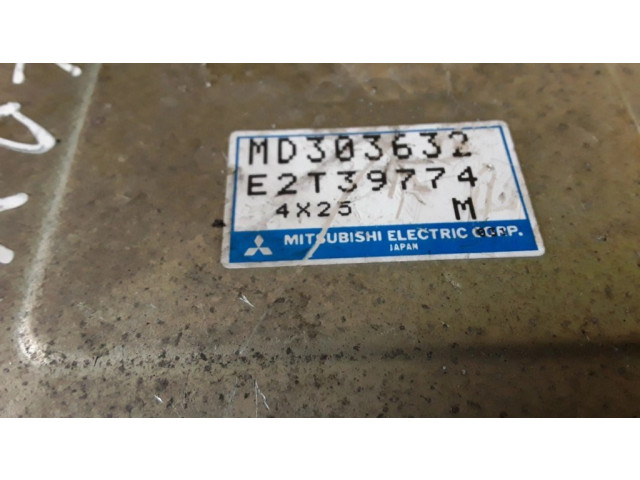 MD303632
E2T39774
4X25 M
MITSUBISHI ELECTRIC CORP.
JAPAN